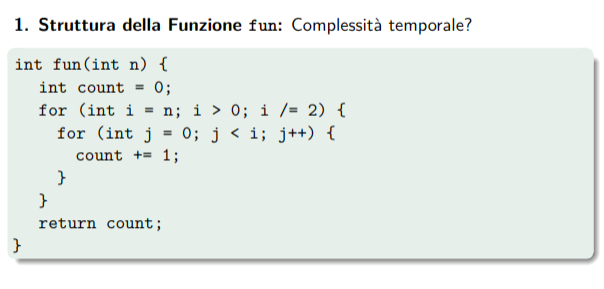 1. Struttura della Funzione fun: Complessità temporale?
int fun(int n) {
int count = 0;
for (int i = n; i > 0; i /= 2) {
for (int j = 0; j < i; j++) {
count += 1;
}
}
return count;
}